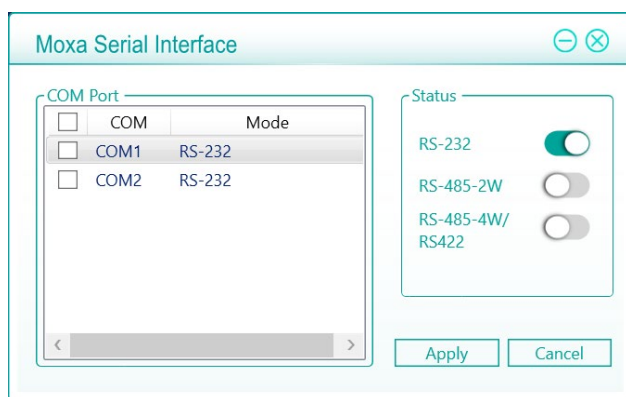 Moxa Serial Interface
COM Port
COM Mode
COM1 RS-232
COM2 RS-232
Status
RS-232
RS-485-2W
RS-485-4W/
RS422
Apply Cancel